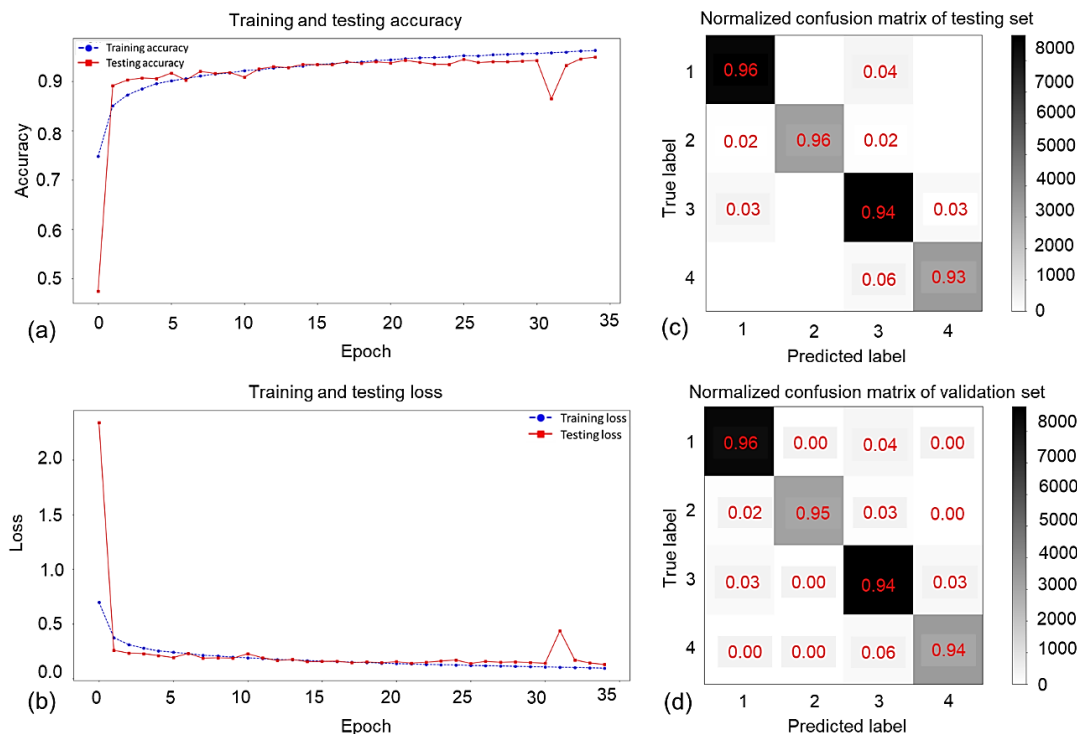 Training and testing accuracy
Training accuracy
Testing accuracy
0.9
0.8
0.7
0.6
0.5
Accuracy
0 5 10 15 20 25 30 35
Epoch
(a)
Normalized confusion matrix of testing set
1 0.96 0.04
2 0.02 0.96 0.02
3 0.03 0.94 0.03
4 0.06 0.93
True label
1 2 3 4
Predicted label
(c)
8000
7000
6000
5000
4000
3000
2000
1000
0
Training and testing loss
Training loss
Testing loss
2.0
1.5
1.0
0.5
0.0
Loss
0 5 10 15 20 25 30 35
Epoch
(b)
Normalized confusion matrix of validation set
1 0.96 0.00 0.04 0.00
2 0.02 0.95 0.03 0.00
3 0.03 0.00 0.94 0.03
4 0.00 0.00 0.06 0.94
True label
1 2 3 4
Predicted label
(d)
8000
7000
6000
5000
4000
3000
2000
1000
0